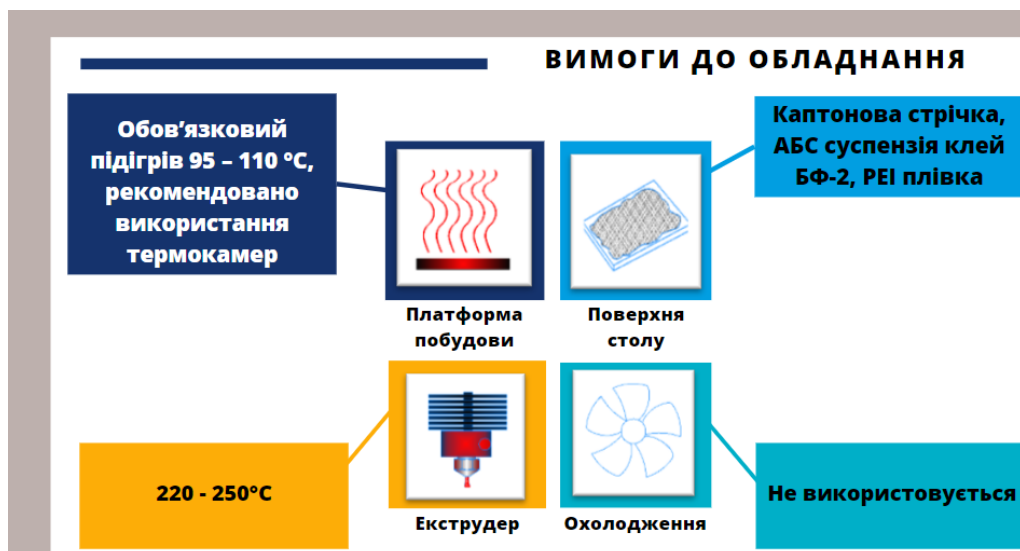 ВИМОГИ ДО ОБЛАДНАННЯ
Обов’язковий
підігрів 95 – 110 °C,
рекомендовано
використання
термокамер
Каптонова стрічка,
АБС суспензія клей
БФ-2, PEI плівка
Платформа
побудови
Поверхня
столу
220 - 250°C
Екструдер
Охолодження
Не використовується